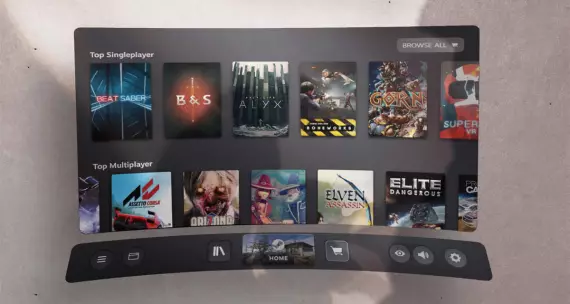 BROWSE ALL
Top Singleplayer
BEAT SABER
B&S
ALYX
BONEWORKS
GORN
SUPER
VR
Top Multiplayer
ASSETTO CORSA
ELVEN
ASSASSIN
ELITE
DANGEROUS
CA
HOME